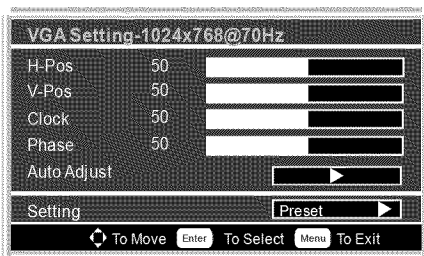 VGA Setting-1024x768@70Hz
H-Pos 50
V-Pos 50
Clock 50
Phase 50
Auto Adjust
Setting Preset
To Move Enter To Select Menu To Exit